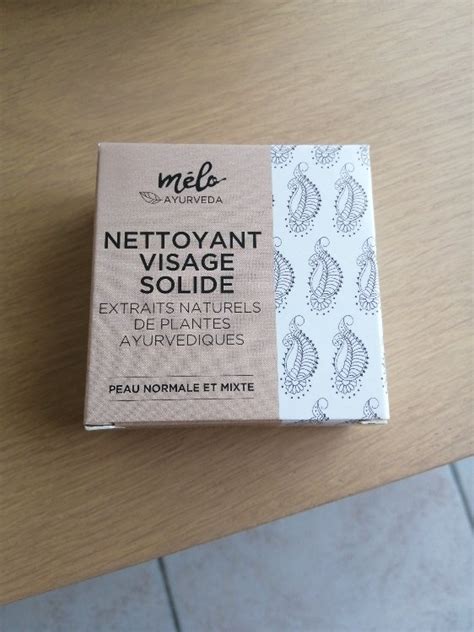 mélo
AYURVEDA
NETTOYANT
VISAGE
SOLIDE
EXTRAITS NATURELS
DE PLANTES
AYURVEDIQUES
PEAU NORMALE ET MIXTE